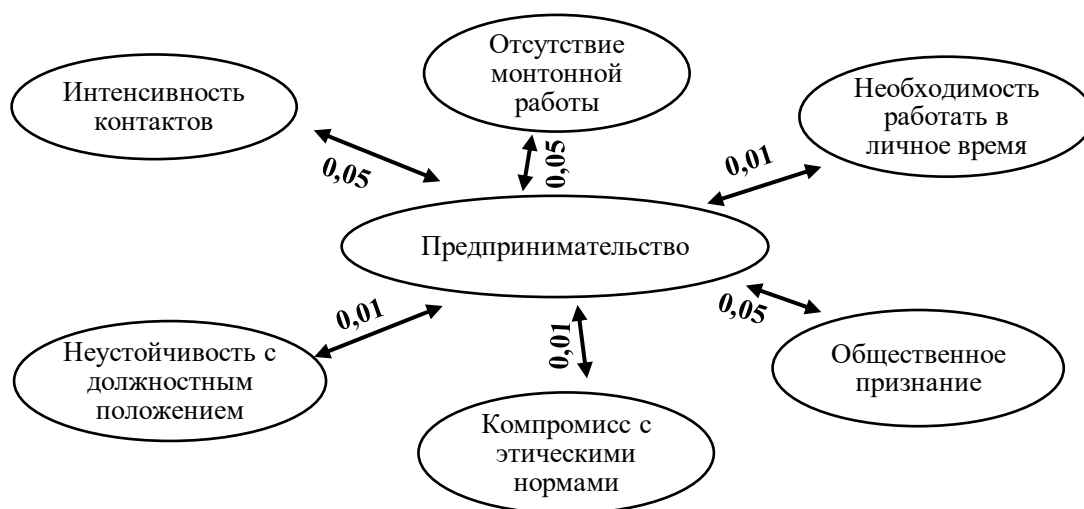 Интенсивность
контактов
Отсутствие
монтонной
работы
Необходимость
работать в
личное время
0,05
0,05
0,01
Предпринимательство
0,01
0,01
0,05
Неустойчивость с
должностным
положением
Компромисс с
этическими
нормами
Общественное
признание